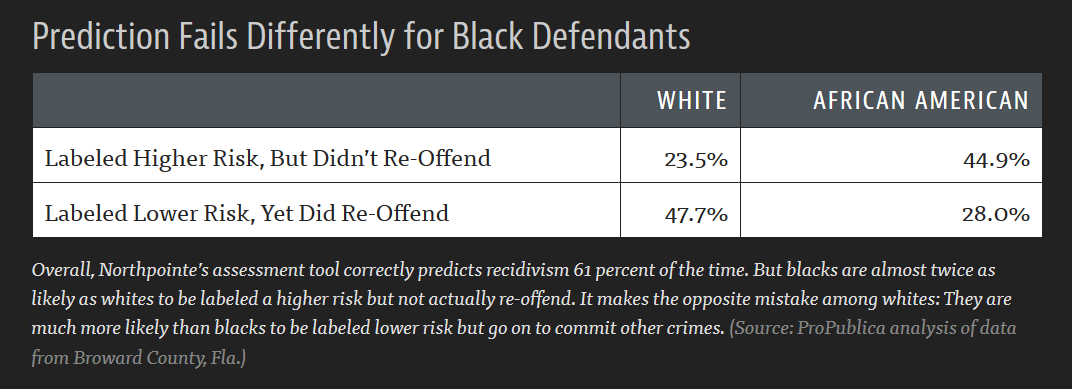 Prediction Fails Differently for Black Defendants
WHITE AFRICAN AMERICAN
Labeled Higher Risk, But Didn’t Re-Offend 23.5% 44.9%
Labeled Lower Risk, Yet Did Re-Offend 47.7% 28.0%
Overall, Northpointe’s assessment tool correctly predicts recidivism 61 percent of the time. But blacks are almost twice as
likely as whites to be labeled a higher risk but not actually re-offend. It makes the opposite mistake among whites: They are
much more likely than blacks to be labeled lower risk but go on to commit other crimes. (Source: ProPublica analysis of data
from Broward County, Fla.)